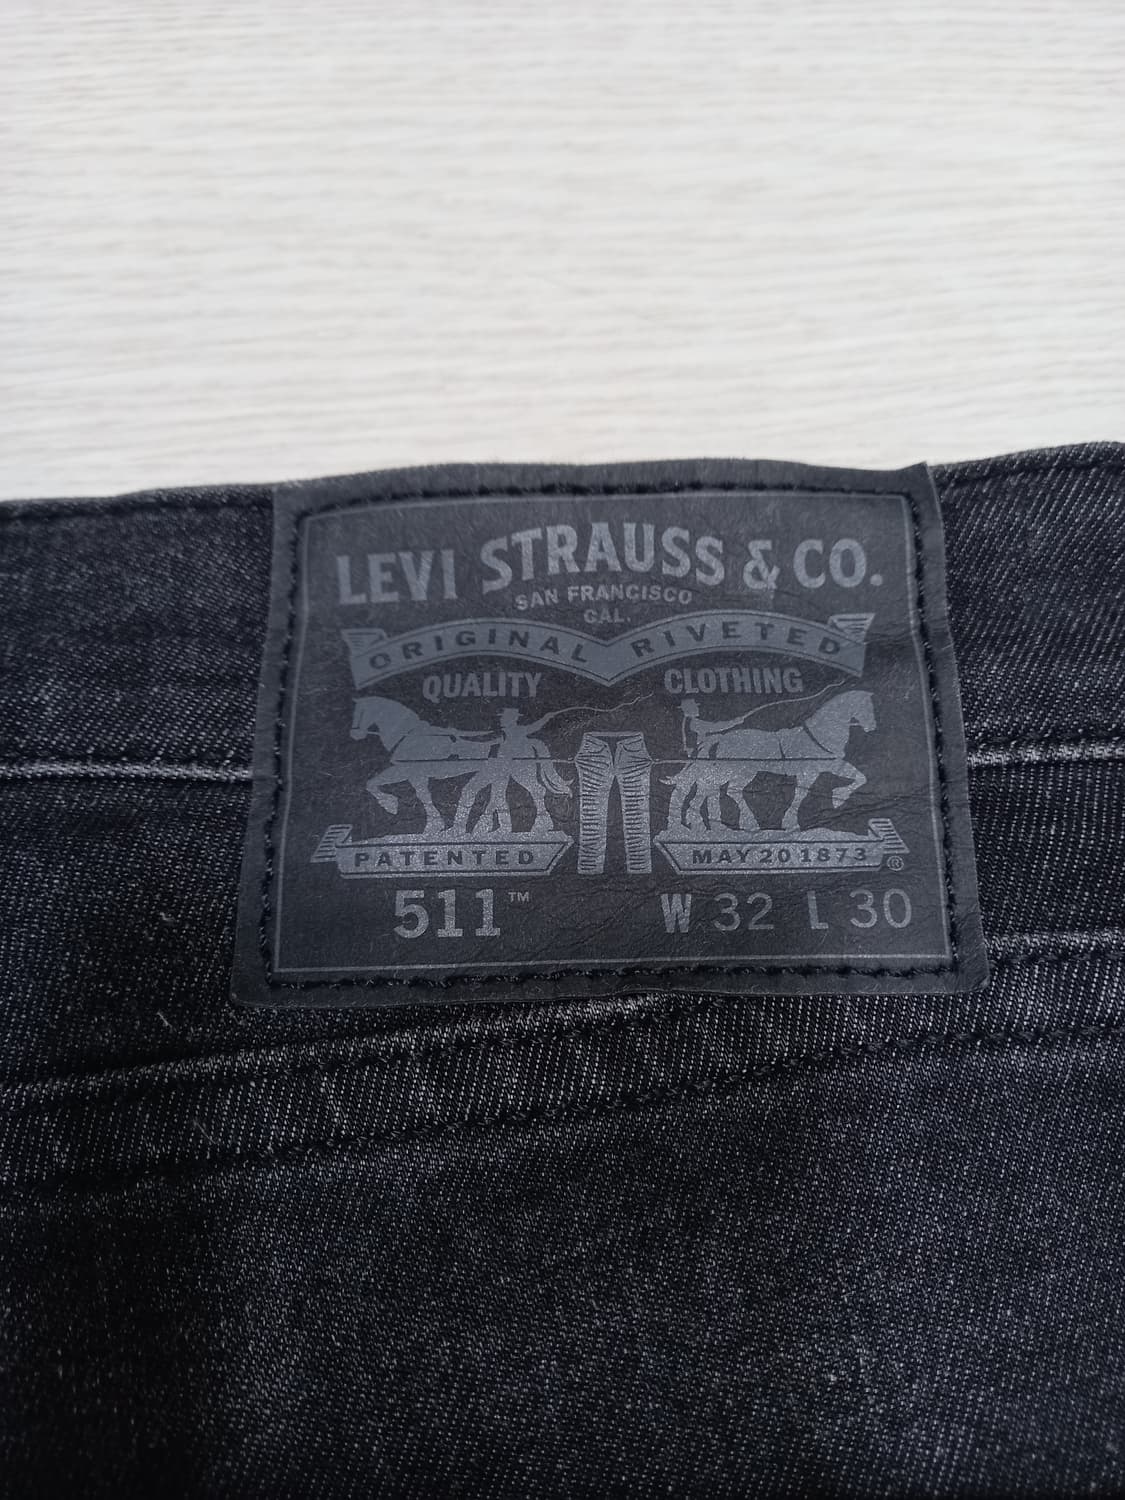 LEVI STRAUSS & CO.
SAN FRANCISCO
CAL.
ORIGINAL RIVETED
QUALITY CLOTHING
PATENTED MAY 20 1873 ®
511™ W 32 L 30